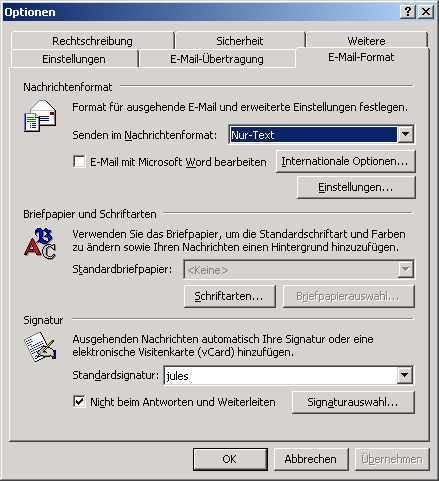 Optionen
Rechtschreibung Sicherheit Weitere
Einstellungen E-Mail-Übertragung E-Mail-Format
Nachrichtenformat
Format für ausgehende E-Mail und erweiterte Einstellungen festlegen.
Senden im Nachrichtenformat: Nur-Text
E-Mail mit Microsoft Word bearbeiten Internationale Optionen...
Einstellungen...
Briefpapier und Schriftarten
Verwenden Sie das Briefpapier, um die Standardschriftart und Farben
zu ändern sowie Ihren Nachrichten einen Hintergrund hinzuzufügen.
Standardbriefpapier: <Keine>
Schriftarten... Briefpapierauswahl...
Signatur
Ausgehenden Nachrichten automatisch Ihre Signatur oder eine
elektronische Visitenkarte (vCard) hinzufügen.
Standardsignatur: jules
Nicht beim Antworten und Weiterleiten Signaturauswahl...
OK Abbrechen Übernehmen